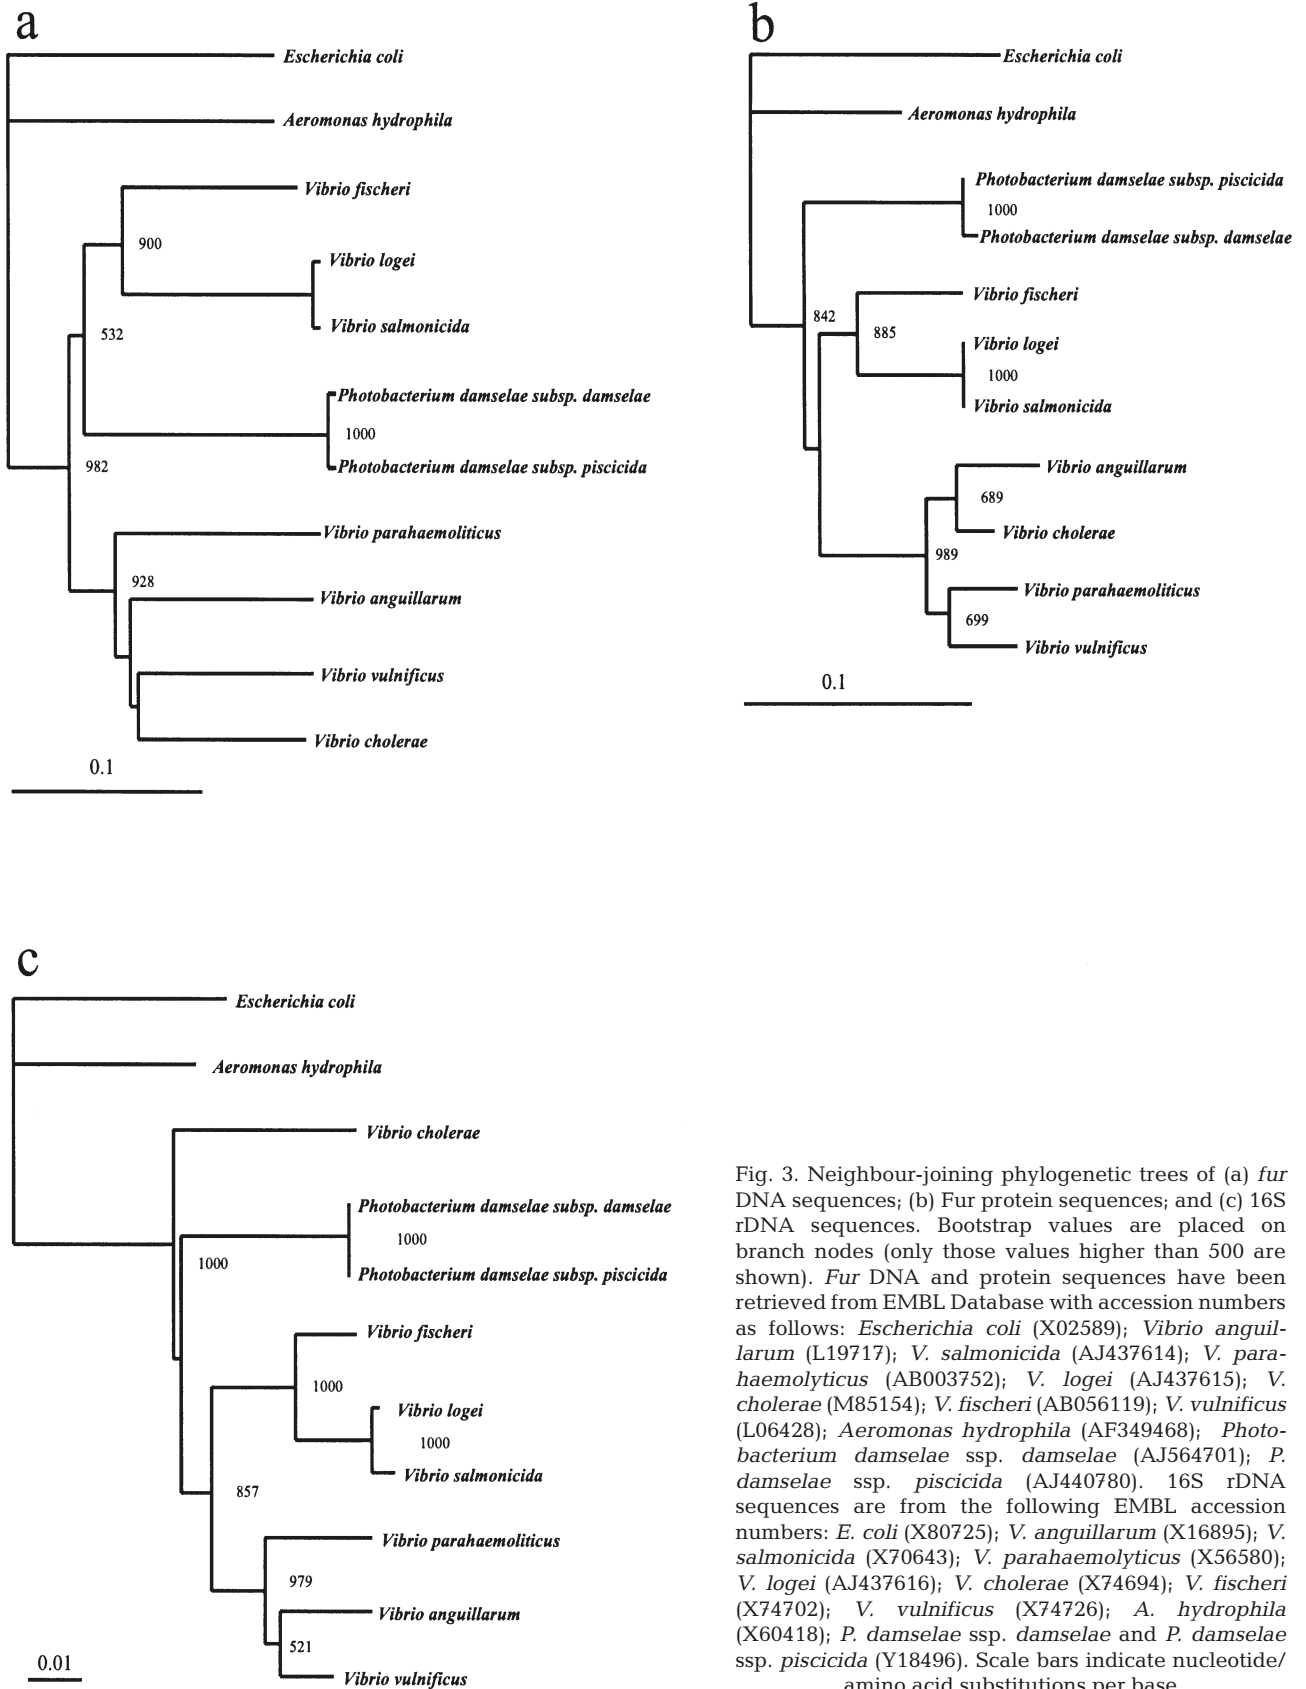 a
Escherichia coli
Aeromonas hydrophila
Vibrio fischeri
900
Vibrio logei
Vibrio salmonicida
532
Photobacterium damselae subsp. damselae
1000
Photobacterium damselae subsp. piscicida
982
Vibrio parahaemoliticus
928
Vibrio anguillarum
Vibrio vulnificus
Vibrio cholerae
0.1
b
Escherichia coli
Aeromonas hydrophila
Photobacterium damselae subsp. piscicida
1000
Photobacterium damselae subsp. damselae
Vibrio fischeri
842
885
Vibrio logei
1000
Vibrio salmonicida
Vibrio anguillarum
689
Vibrio cholerae
989
Vibrio parahaemoliticus
699
Vibrio vulnificus
0.1
c
Escherichia coli
Aeromonas hydrophila
Vibrio cholerae
Photobacterium damselae subsp. damselae
1000
1000
Photobacterium damselae subsp. piscicida
Vibrio fischeri
1000
Vibrio logei
1000
Vibrio salmonicida
857
Vibrio parahaemoliticus
979
Vibrio anguillarum
521
Vibrio vulnificus
0.01
Fig. 3. Neighbour-joining phylogenetic trees of (a) fur
DNA sequences; (b) Fur protein sequences; and (c) 16S
rDNA sequences. Bootstrap values are placed on
branch nodes (only those values higher than 500 are
shown). Fur DNA and protein sequences have been
retrieved from EMBL Database with accession numbers
as follows: Escherichia coli (X02589); Vibrio anguil-
larum (L19717); V. salmonicida (AJ437614); V. para-
haemolyticus (AB003752); V. logei (AJ437615); V.
cholerae (M85154); V. fischeri (AB056119); V. vulnificus
(L06428); Aeromonas hydrophila (AF349468); Photo-
bacterium damselae ssp. damselae (AJ564701); P.
damselae ssp. piscicida (AJ440780). 16S rDNA
sequences are from the following EMBL accession
numbers: E. coli (X80725); V. anguillarum (X16895); V.
salmonicida (X70643); V. parahaemolyticus (X56580);
V. logei (AJ437616); V. cholerae (X74694); V. fischeri
(X74702); V. vulnificus (X74726); A. hydrophila
(X60418); P. damselae ssp. damselae and P. damselae
ssp. piscicida (Y18496). Scale bars indicate nucleotide/
amino acid substitutions per base